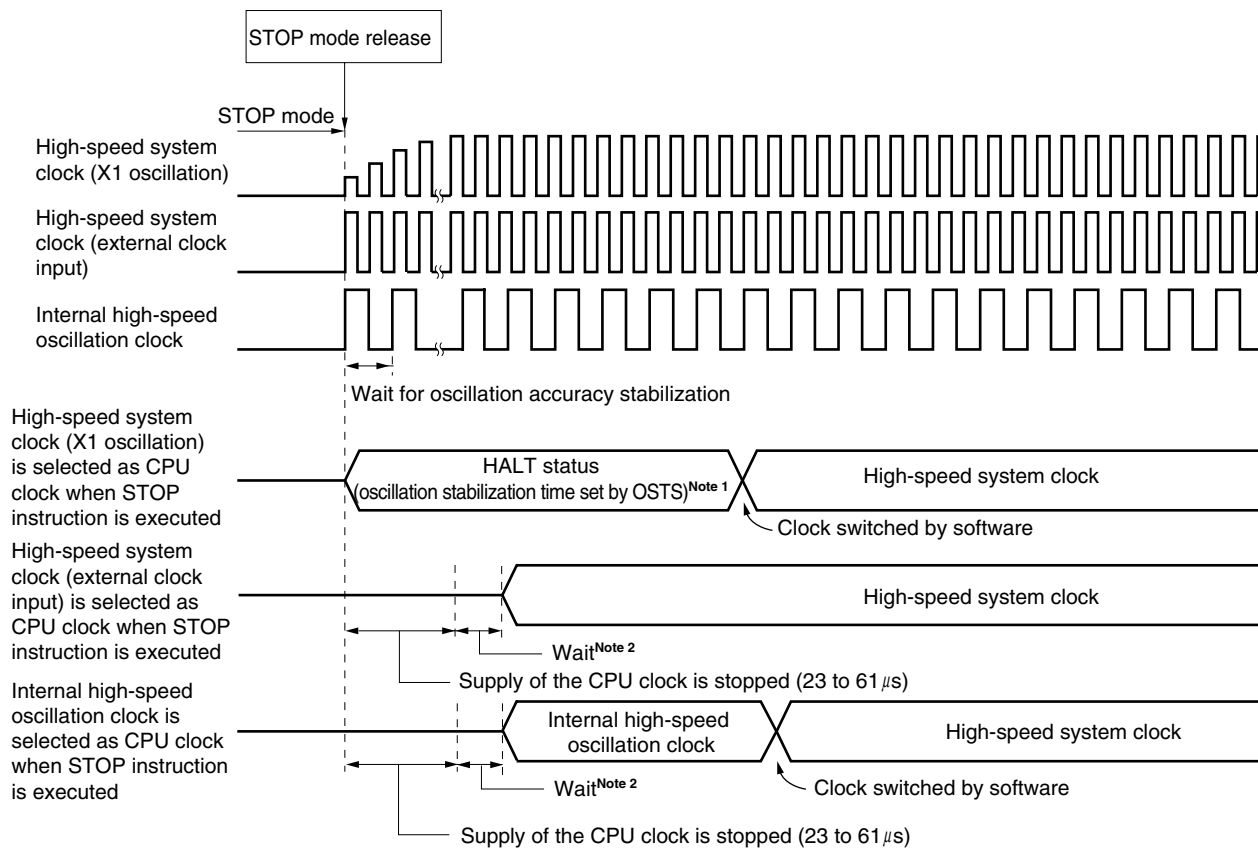 STOP mode release
STOP mode
High-speed system
clock (X1 oscillation)
High-speed system
clock (external clock
input)
Internal high-speed
oscillation clock
Wait for oscillation accuracy stabilization
High-speed system
clock (X1 oscillation)
is selected as CPU
clock when STOP
instruction is executed
HALT status
(oscillation stabilization time set by OSTS)Note 1
High-speed system clock
Clock switched by software
High-speed system
clock (external clock
input) is selected as
CPU clock when STOP
instruction is executed
High-speed system clock
WaitNote 2
Supply of the CPU clock is stopped (23 to 61 μs)
Internal high-speed
oscillation clock is
selected as CPU clock
when STOP instruction
is executed
Internal high-speed
oscillation clock
High-speed system clock
WaitNote 2
Clock switched by software
Supply of the CPU clock is stopped (23 to 61 μs)